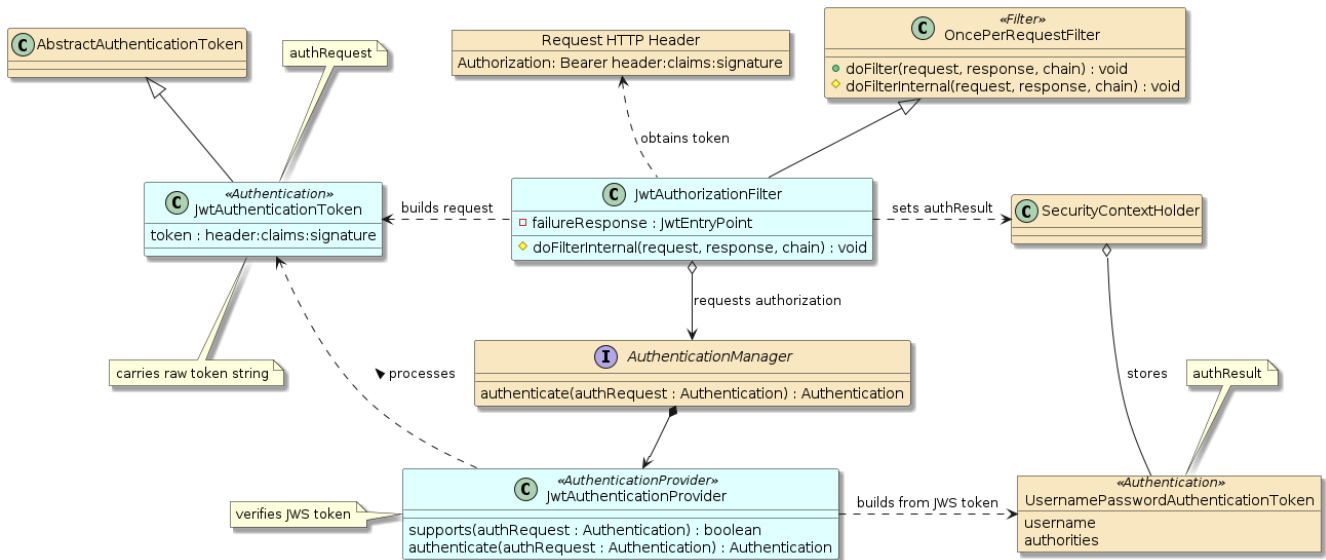 «Filter»
C OncePerRequestFilter
doFilter(request, response, chain) : void
doFilterInternal(request, response, chain) : void
C AbstractAuthenticationToken
authRequest
Request HTTP Header
Authorization: Bearer header:claims:signature
obtains token
«Authentication»
C JwtAuthenticationToken
token : header:claims:signature
builds request
C JwtAuthorizationFilter
failureResponse : JwtEntryPoint
doFilterInternal(request, response, chain) : void
sets authResult
C SecurityContextHolder
requests authorization
carries raw token string
processes
I AuthenticationManager
authenticate(authRequest : Authentication) : Authentication
stores
authResult
verifies JWS token
«AuthenticationProvider»
C JwtAuthenticationProvider
supports(authRequest : Authentication) : boolean
authenticate(authRequest : Authentication) : Authentication
builds from JWS token
«Authentication»
UsernamePasswordAuthenticationToken
username
authorities